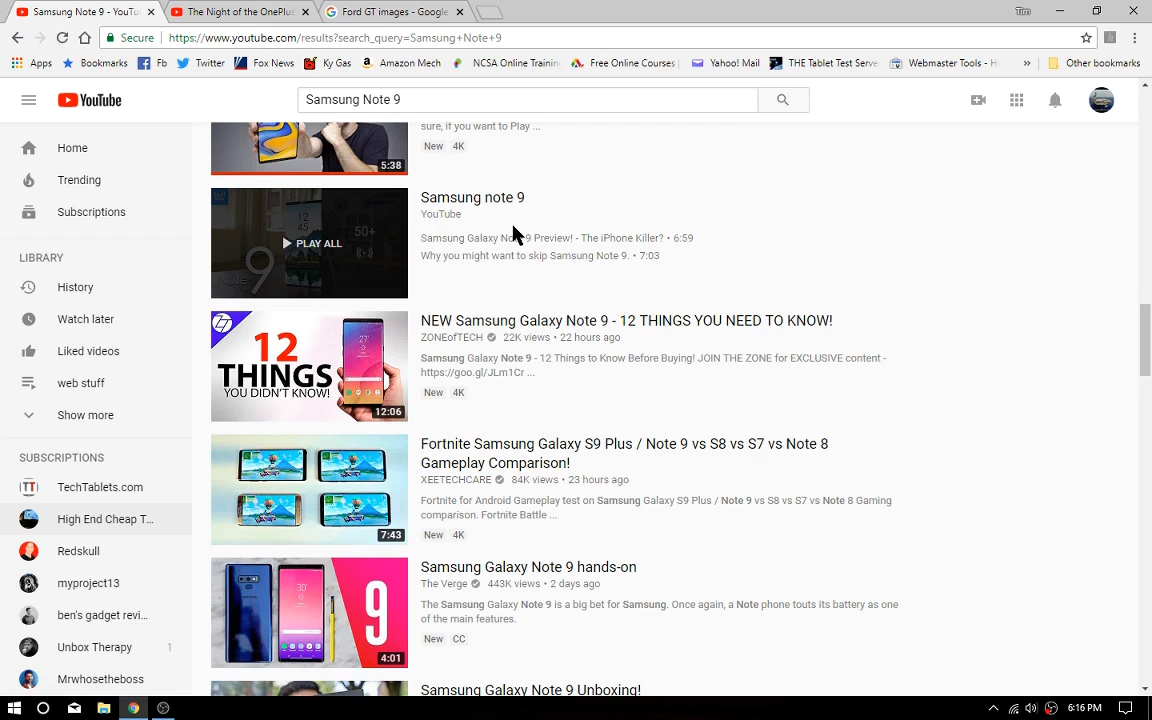 Samsung Note 9 - YouTu
The Night of the OnePlus
Ford GT images - Google
Tim
Secure
https://www.youtube.com/results?search_query=Samsung+Note+9
Apps
Bookmarks
Fb
Twitter
Fox News
Ky Gas
Amazon Mech
NCSA Online Trainin
Free Online Courses
Yahoo! Mail
THE Tablet Test Serve
Webmaster Tools - H
»
Other bookmarks
YouTube
Samsung Note 9
Home
Trending
Subscriptions
LIBRARY
History
Watch later
Liked videos
web stuff
Show more
SUBSCRIPTIONS
TechTablets.com
High End Cheap T...
Redskull
myproject13
ben's gadget revi...
Unbox Therapy 1
Mrwhosetheboss
sure, if you want to Play ...
New 4K
5:38
12
45
50+
9
PLAY ALL
Samsung note 9
YouTube
Samsung Galaxy Note 9 Preview! - The iPhone Killer? • 6:59
Why you might want to skip Samsung Note 9. • 7:03
12
THINGS
YOU DIDN'T KNOW!
12:06
NEW Samsung Galaxy Note 9 - 12 THINGS YOU NEED TO KNOW!
ZONEofTECH 22K views • 22 hours ago
Samsung Galaxy Note 9 - 12 Things to Know Before Buying! JOIN THE ZONE for EXCLUSIVE content -
https://goo.gl/JLm1Cr ...
New 4K
7:43
Fortnite Samsung Galaxy S9 Plus / Note 9 vs S8 vs S7 vs Note 8
Gameplay Comparison!
XEETECHCARE 84K views • 23 hours ago
Fortnite for Android Gameplay test on Samsung Galaxy S9 Plus / Note 9 vs S8 vs S7 vs Note 8 Gaming
comparison. Fortnite Battle ...
New 4K
9
4:01
Samsung Galaxy Note 9 hands-on
The Verge 443K views • 2 days ago
The Samsung Galaxy Note 9 is a big bet for Samsung. Once again, a Note phone touts its battery as one
of the main features.
New CC
Samsung Galaxy Note 9 Unboxing!
6:16 PM